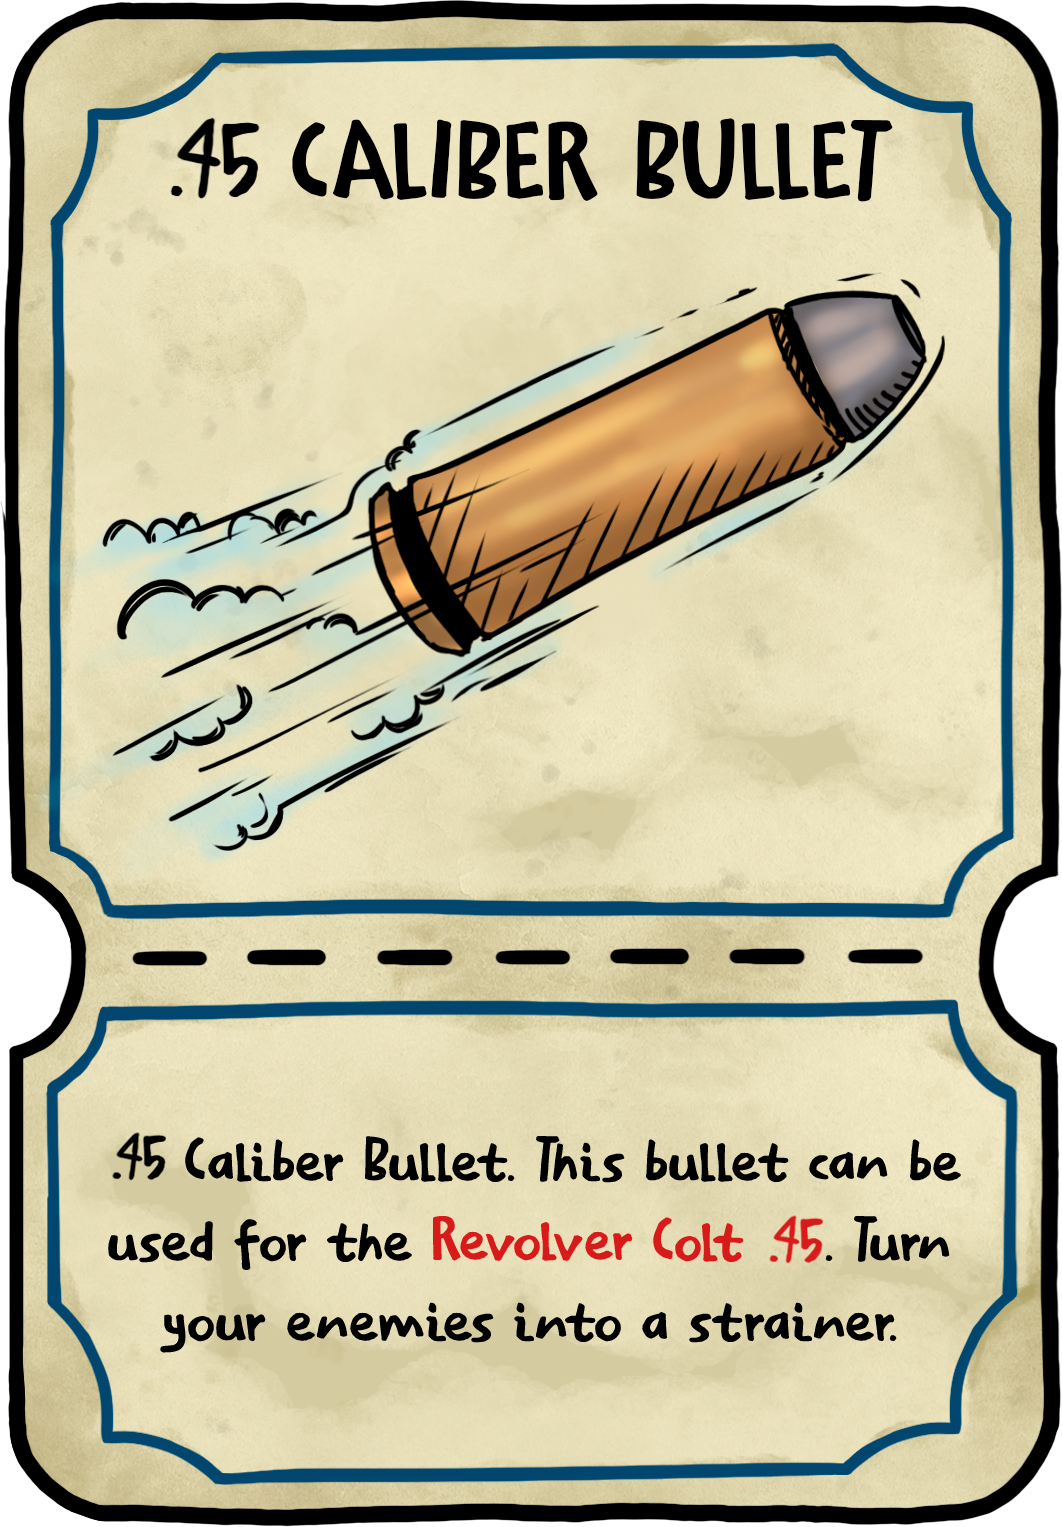 .45 CALIBER BULLET
.45 Caliber Bullet. This bullet can be
used for the Revolver Colt .45. Turn
your enemies into a strainer.